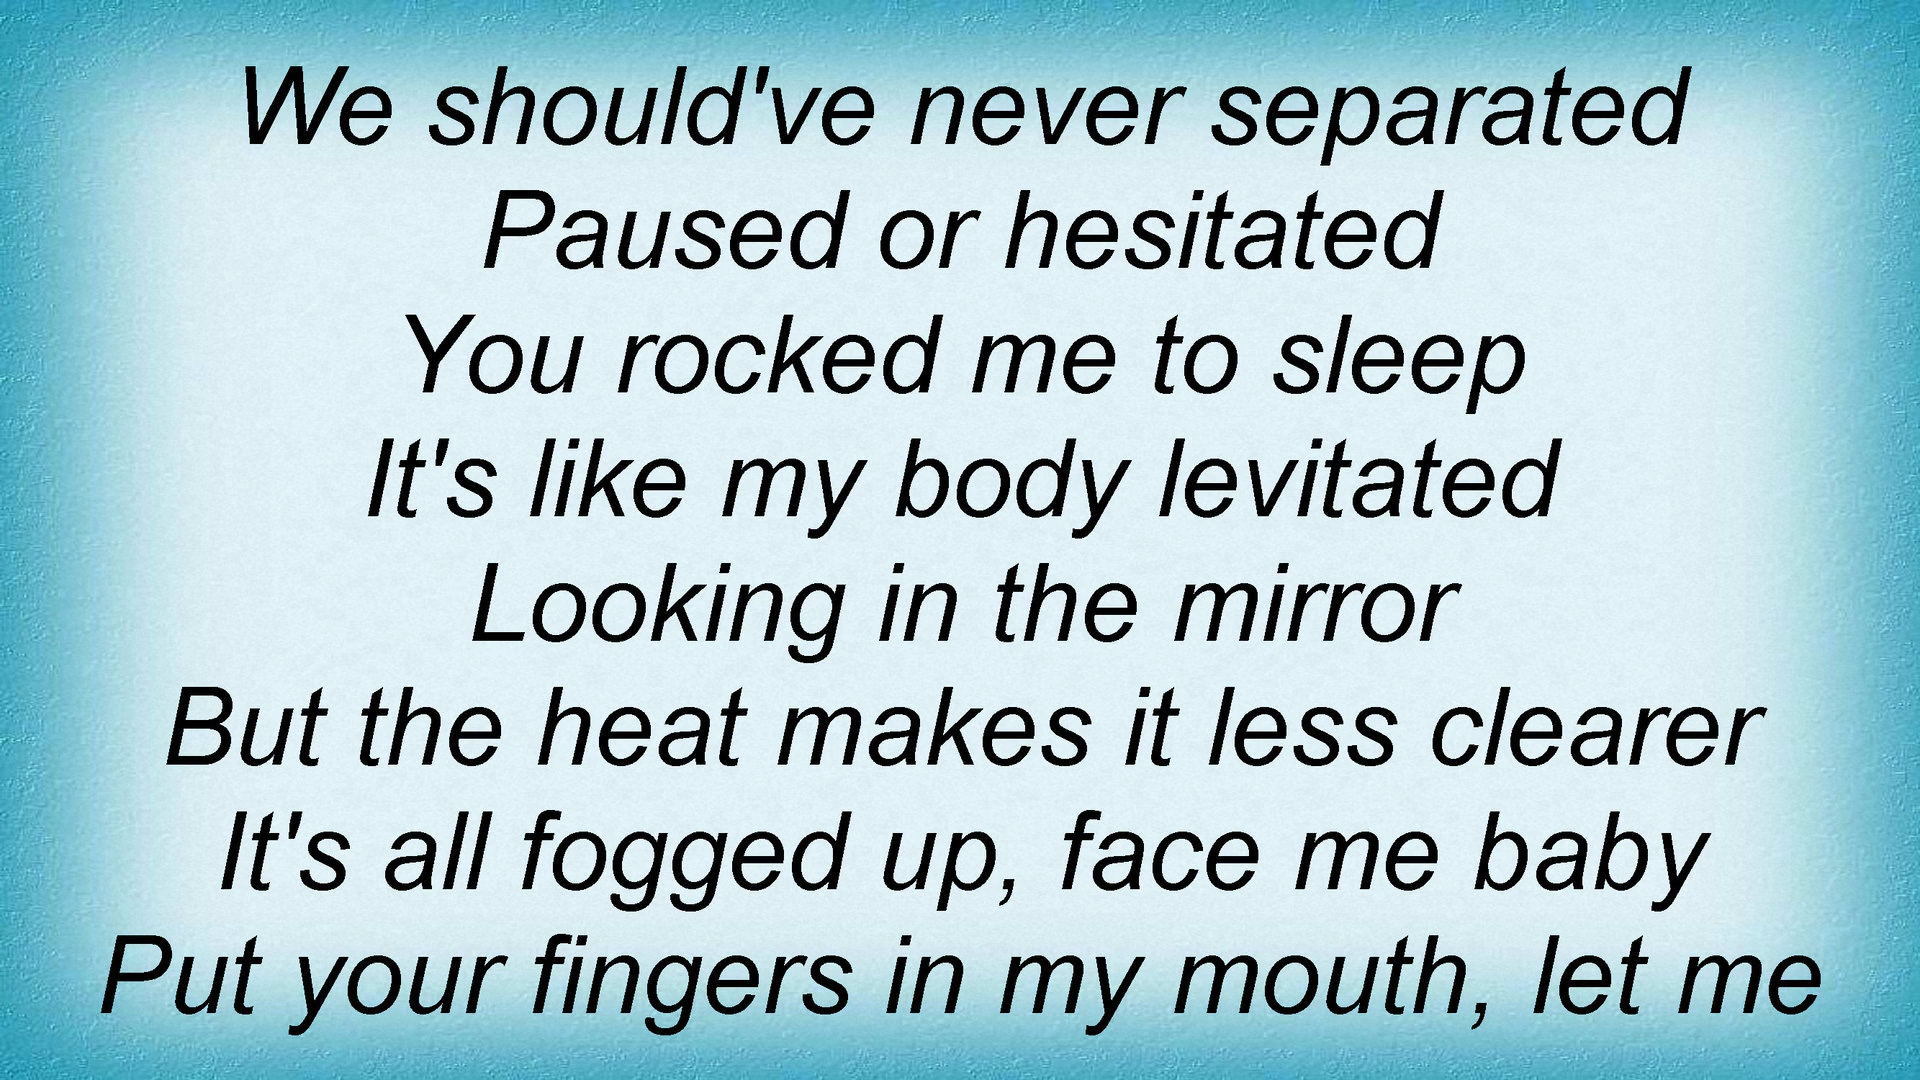 We should've never separated
Paused or hesitated
You rocked me to sleep
It's like my body levitated
Looking in the mirror
But the heat makes it less clearer
It's all fogged up, face me baby
Put your fingers in my mouth, let me